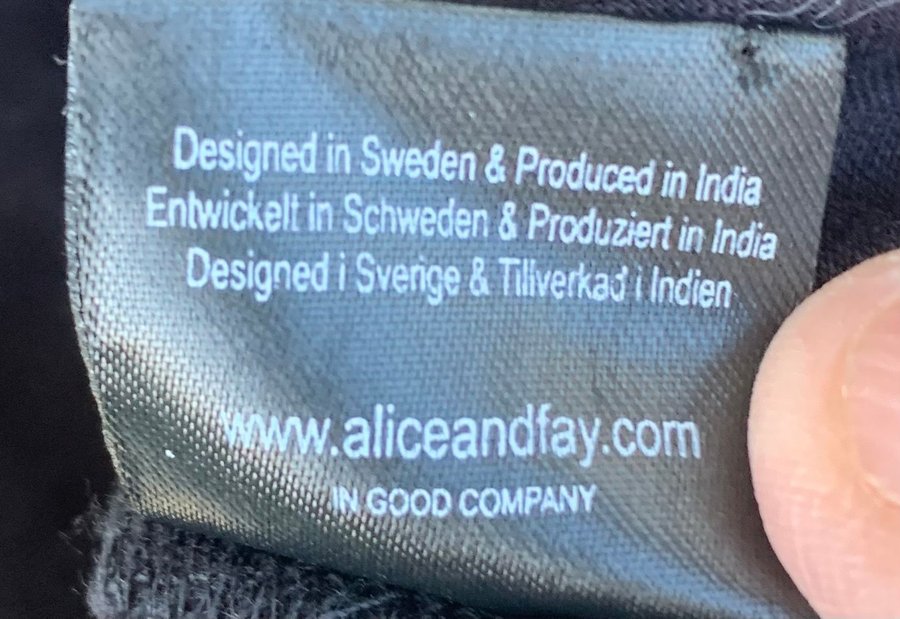 Designed in Sweden & Produced in India
Entwickelt in Schweden & Produziert in India
Designed i Sverige & Tillverkad i Indien
www.aliceandfay.com
IN GOOD COMPANY